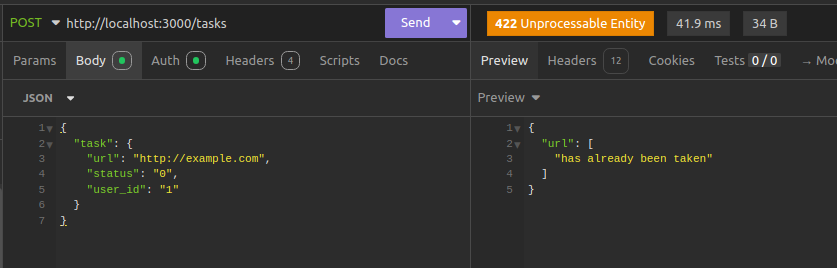 POST http://localhost:3000/tasks Send
422 Unprocessable Entity 41.9 ms 34 B
Params Body Auth Headers 4 Scripts Docs
Preview Headers 12 Cookies Tests 0 / 0 → Mo
JSON
Preview
1 {
2 "task": {
3 "url": "http://example.com",
4 "status": "0",
5 "user_id": "1"
6 }
7 }
1 {
2 "url": [
3 "has already been taken"
4 ]
5 }